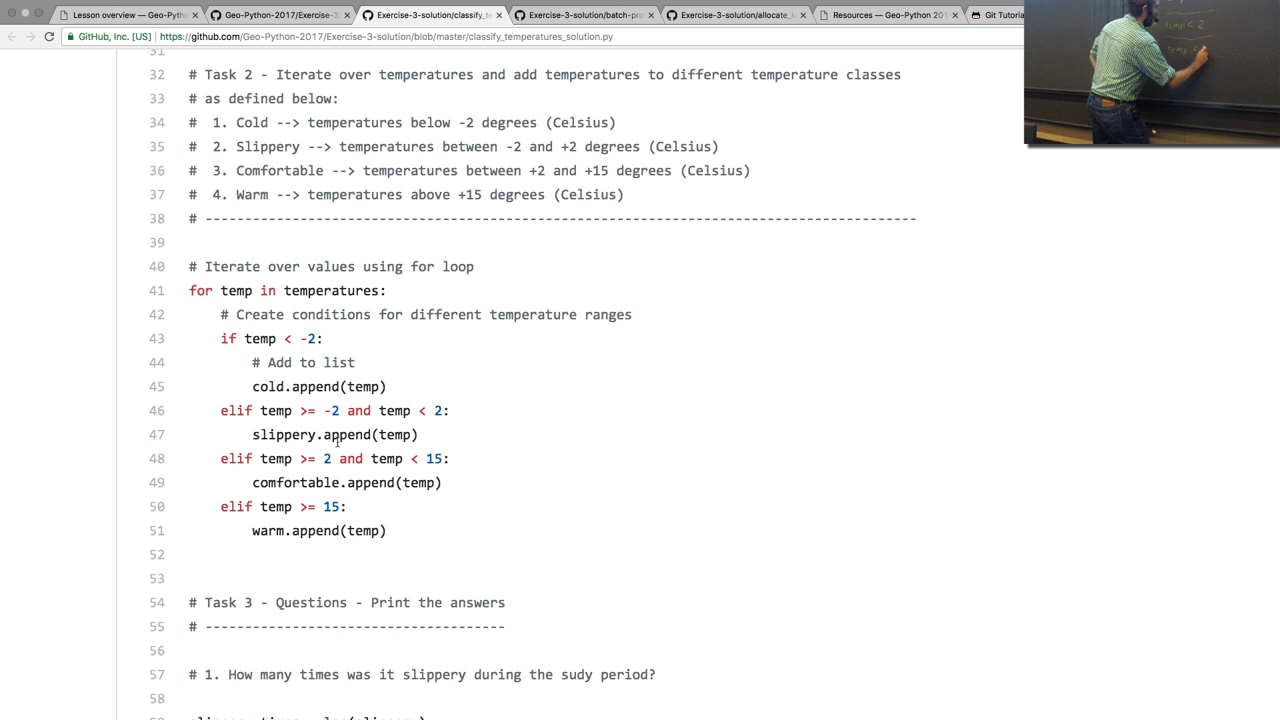 Lesson overview — Geo-Pytho
Geo-Python-2017/Exercise-3
Exercise-3-solution/classify_te
Exercise-3-solution/batch-pro
Exercise-3-solution/allocate_k
Resources — Geo-Python 201
Git Tutoria
GitHub, Inc. [US] https://github.com/Geo-Python-2017/Exercise-3-solution/blob/master/classify_temperatures_solution.py
31
32 # Task 2 - Iterate over temperatures and add temperatures to different temperature classes
33 # as defined below:
34 # 1. Cold --> temperatures below -2 degrees (Celsius)
35 # 2. Slippery --> temperatures between -2 and +2 degrees (Celsius)
36 # 3. Comfortable --> temperatures between +2 and +15 degrees (Celsius)
37 # 4. Warm --> temperatures above +15 degrees (Celsius)
38 # ------------------------------------------------------------------------------------------
39
40 # Iterate over values using for loop
41 for temp in temperatures:
42 # Create conditions for different temperature ranges
43 if temp < -2:
44 # Add to list
45 cold.append(temp)
46 elif temp >= -2 and temp < 2:
47 slippery.append(temp)
48 elif temp >= 2 and temp < 15:
49 comfortable.append(temp)
50 elif temp >= 15:
51 warm.append(temp)
52
53
54 # Task 3 - Questions - Print the answers
55 # --------------------------------------
56
57 # 1. How many times was it slippery during the sudy period?
58
temp < 2
temp <